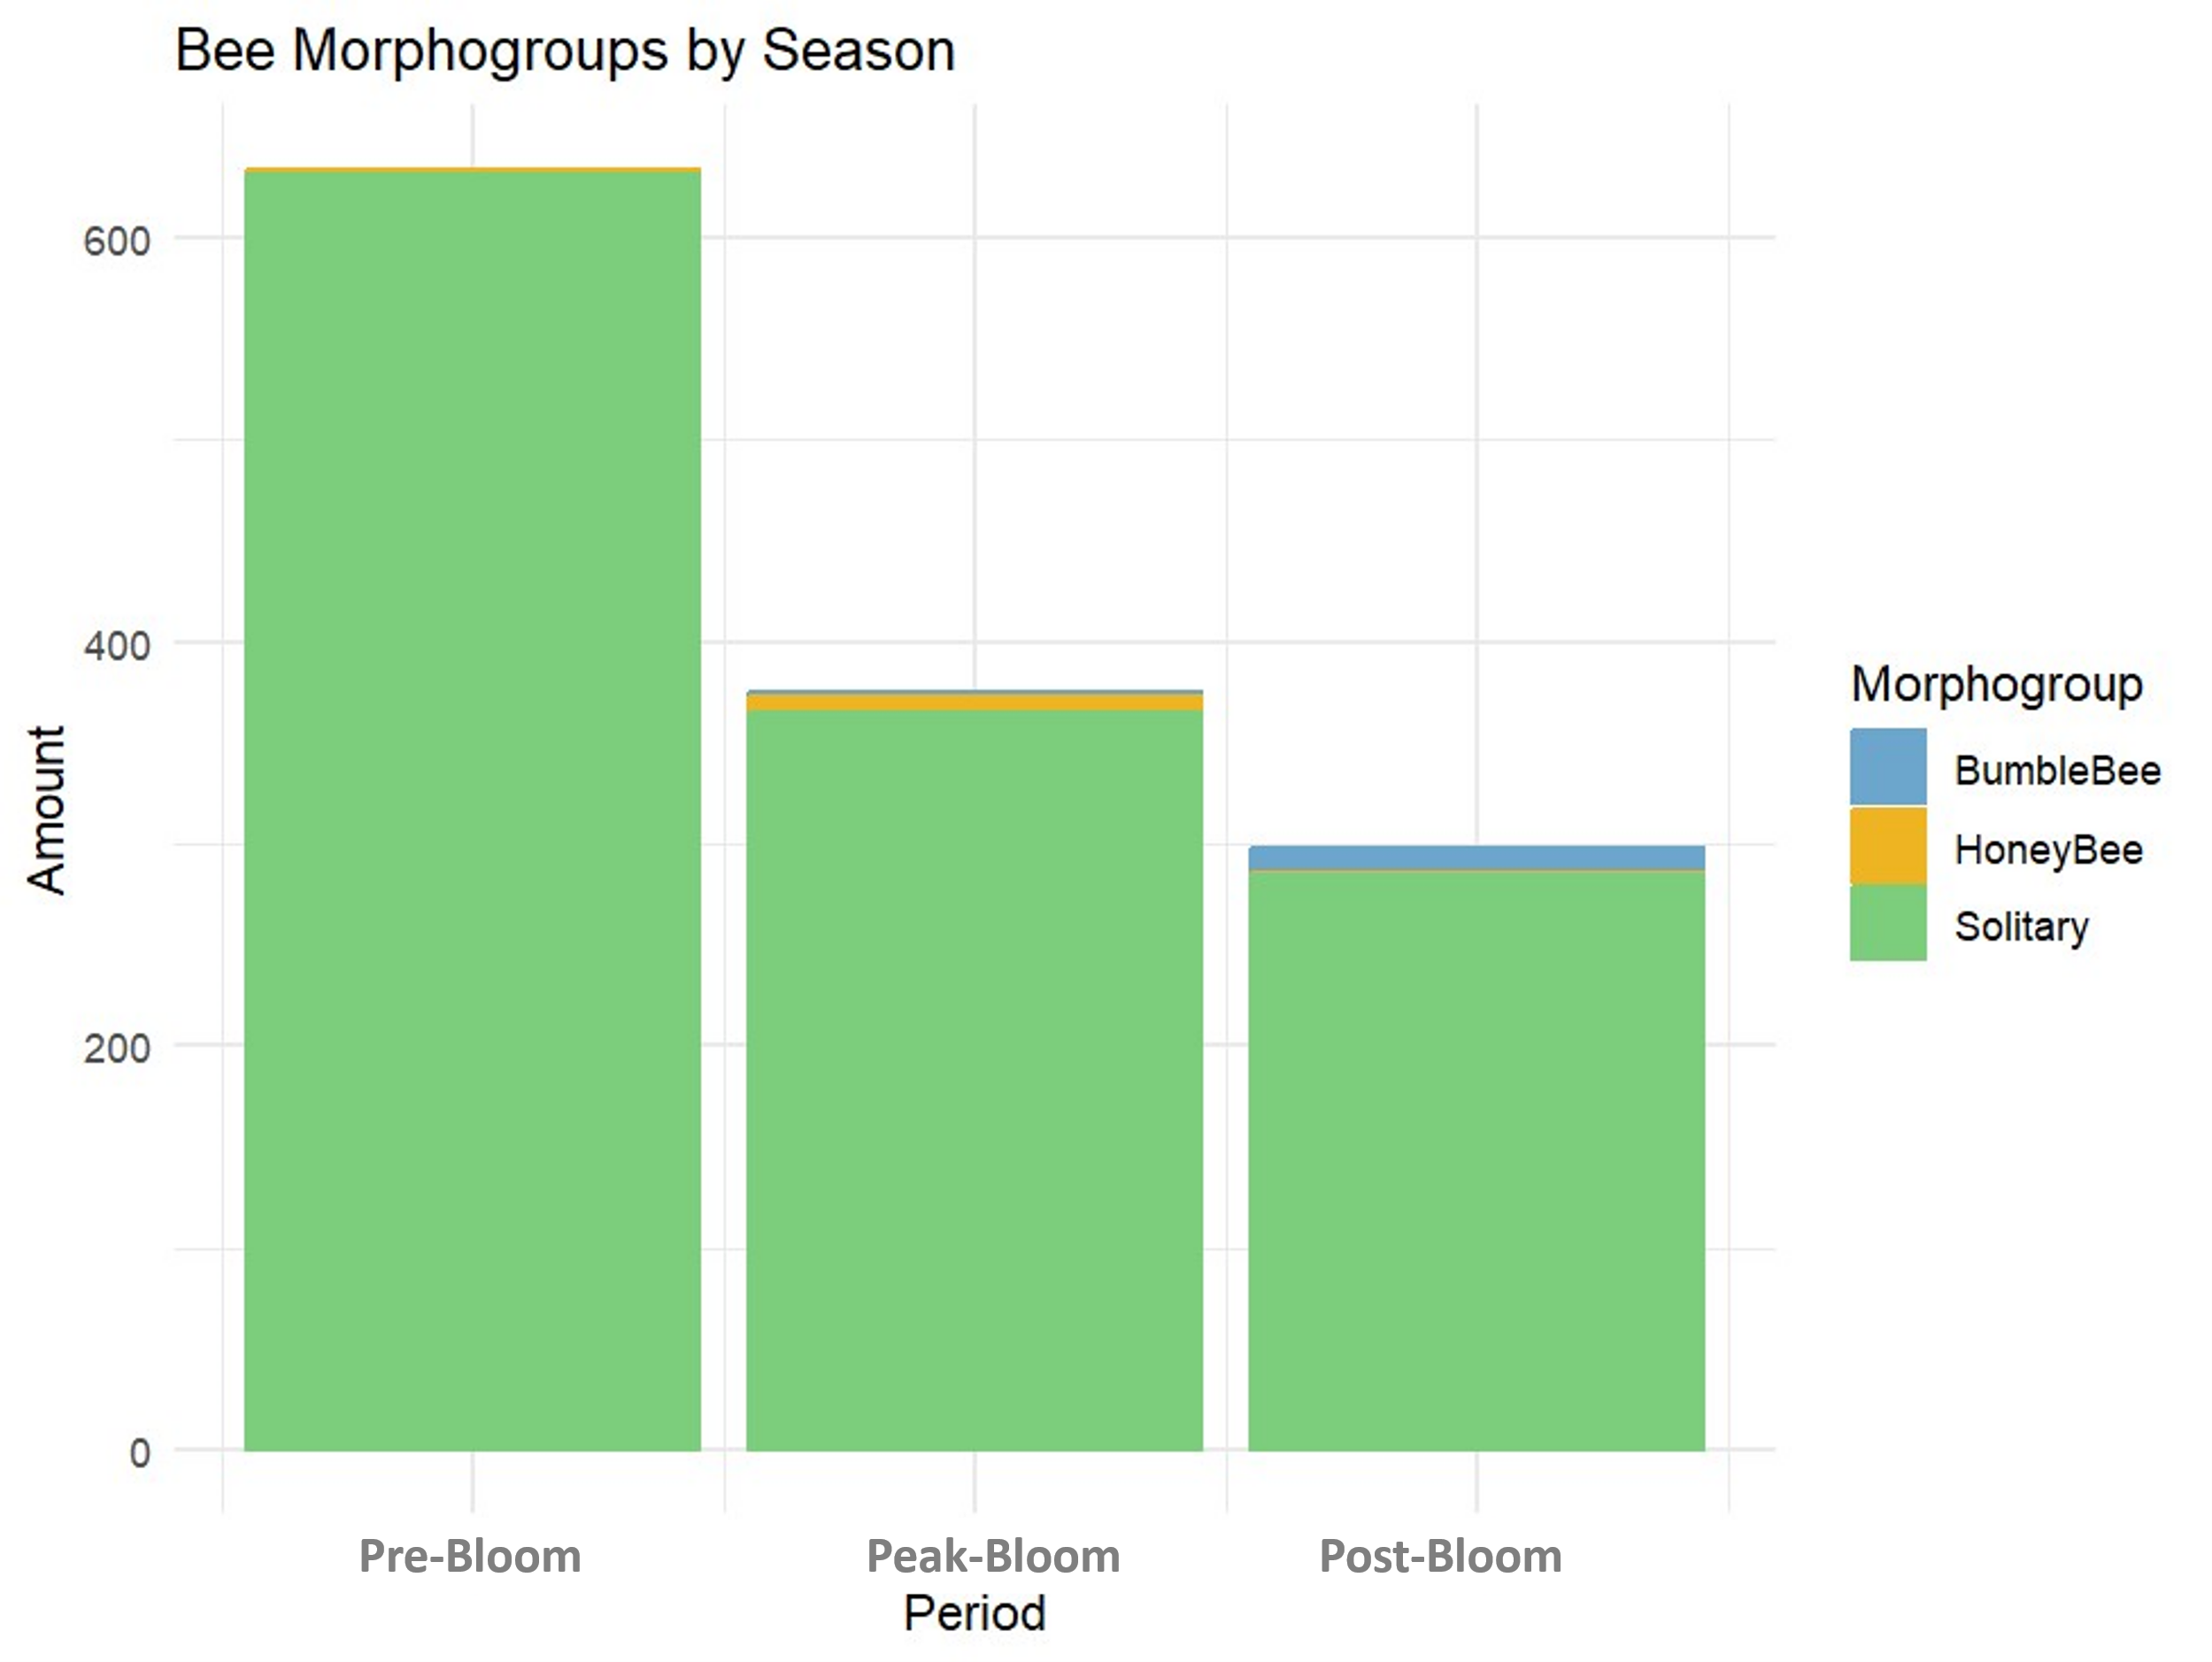 Bee Morphogroups by Season
600
400
200
0
Amount
Pre-Bloom Peak-Bloom Post-Bloom
Period
Morphogroup
BumbleBee
HoneyBee
Solitary